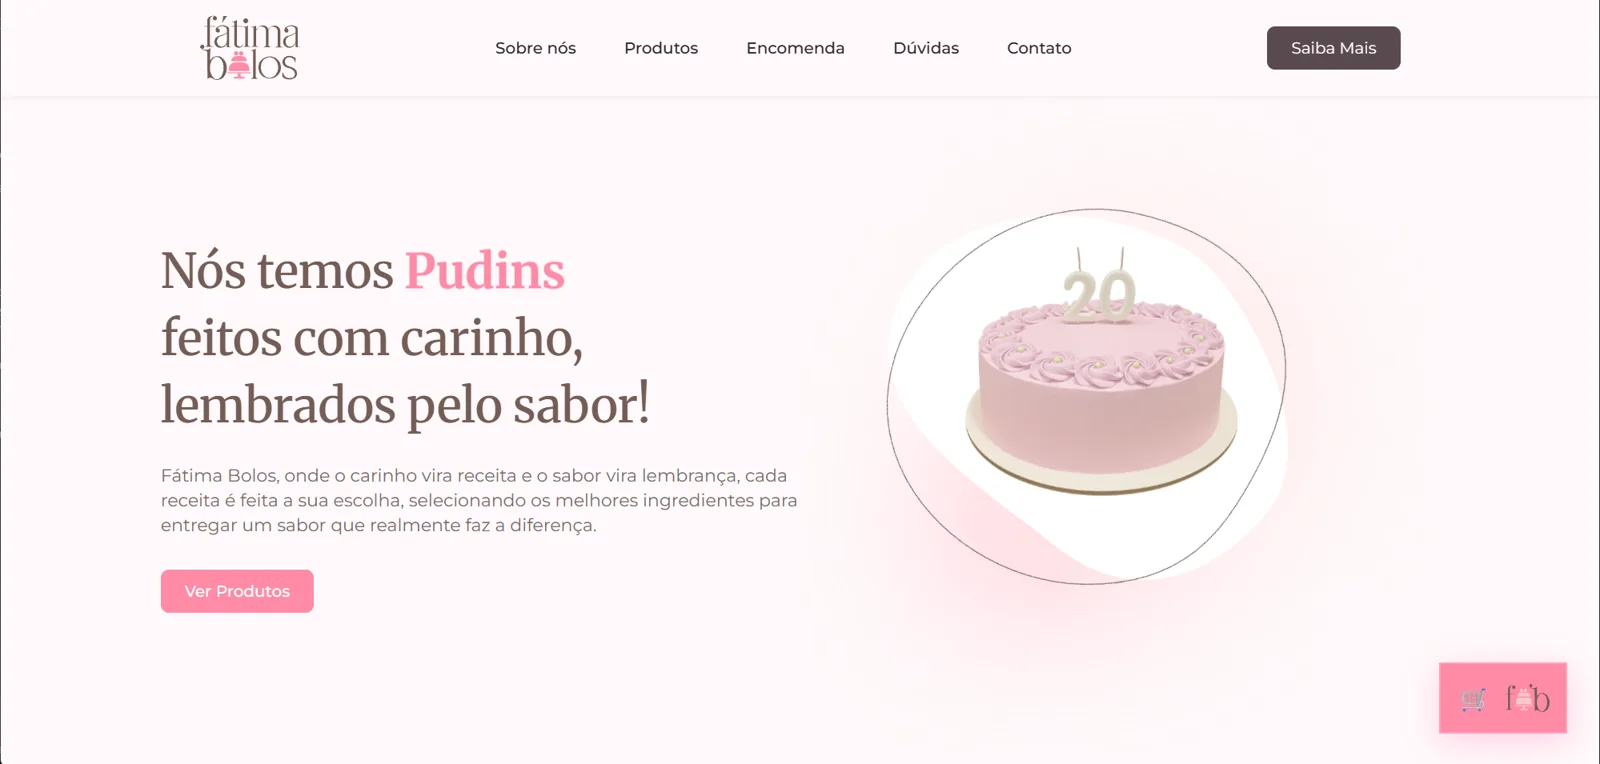 fátima
bolos
Sobre nós
Produtos
Encomenda
Dúvidas
Contato
Saiba Mais
Nós temos Pudins
feitos com carinho,
lembrados pelo sabor!
20
Fátima Bolos, onde o carinho vira receita e o sabor vira lembrança, cada
receita é feita a sua escolha, selecionando os melhores ingredientes para
entregar um sabor que realmente faz a diferença.
Ver Produtos
fb